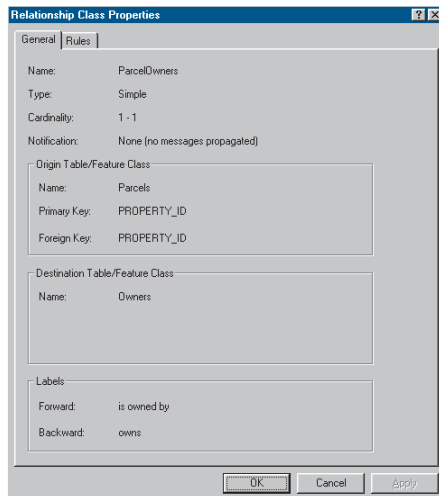 Relationship Class Properties
General Rules
Name: ParcelOwners
Type: Simple
Cardinality: 1 - 1
Notification: None (no messages propagated)
Origin Table/Feature Class
Name: Parcels
Primary Key: PROPERTY_ID
Foreign Key: PROPERTY_ID
Destination Table/Feature Class
Name: Owners
Labels
Forward: is owned by
Backward: owns
OK Cancel Apply